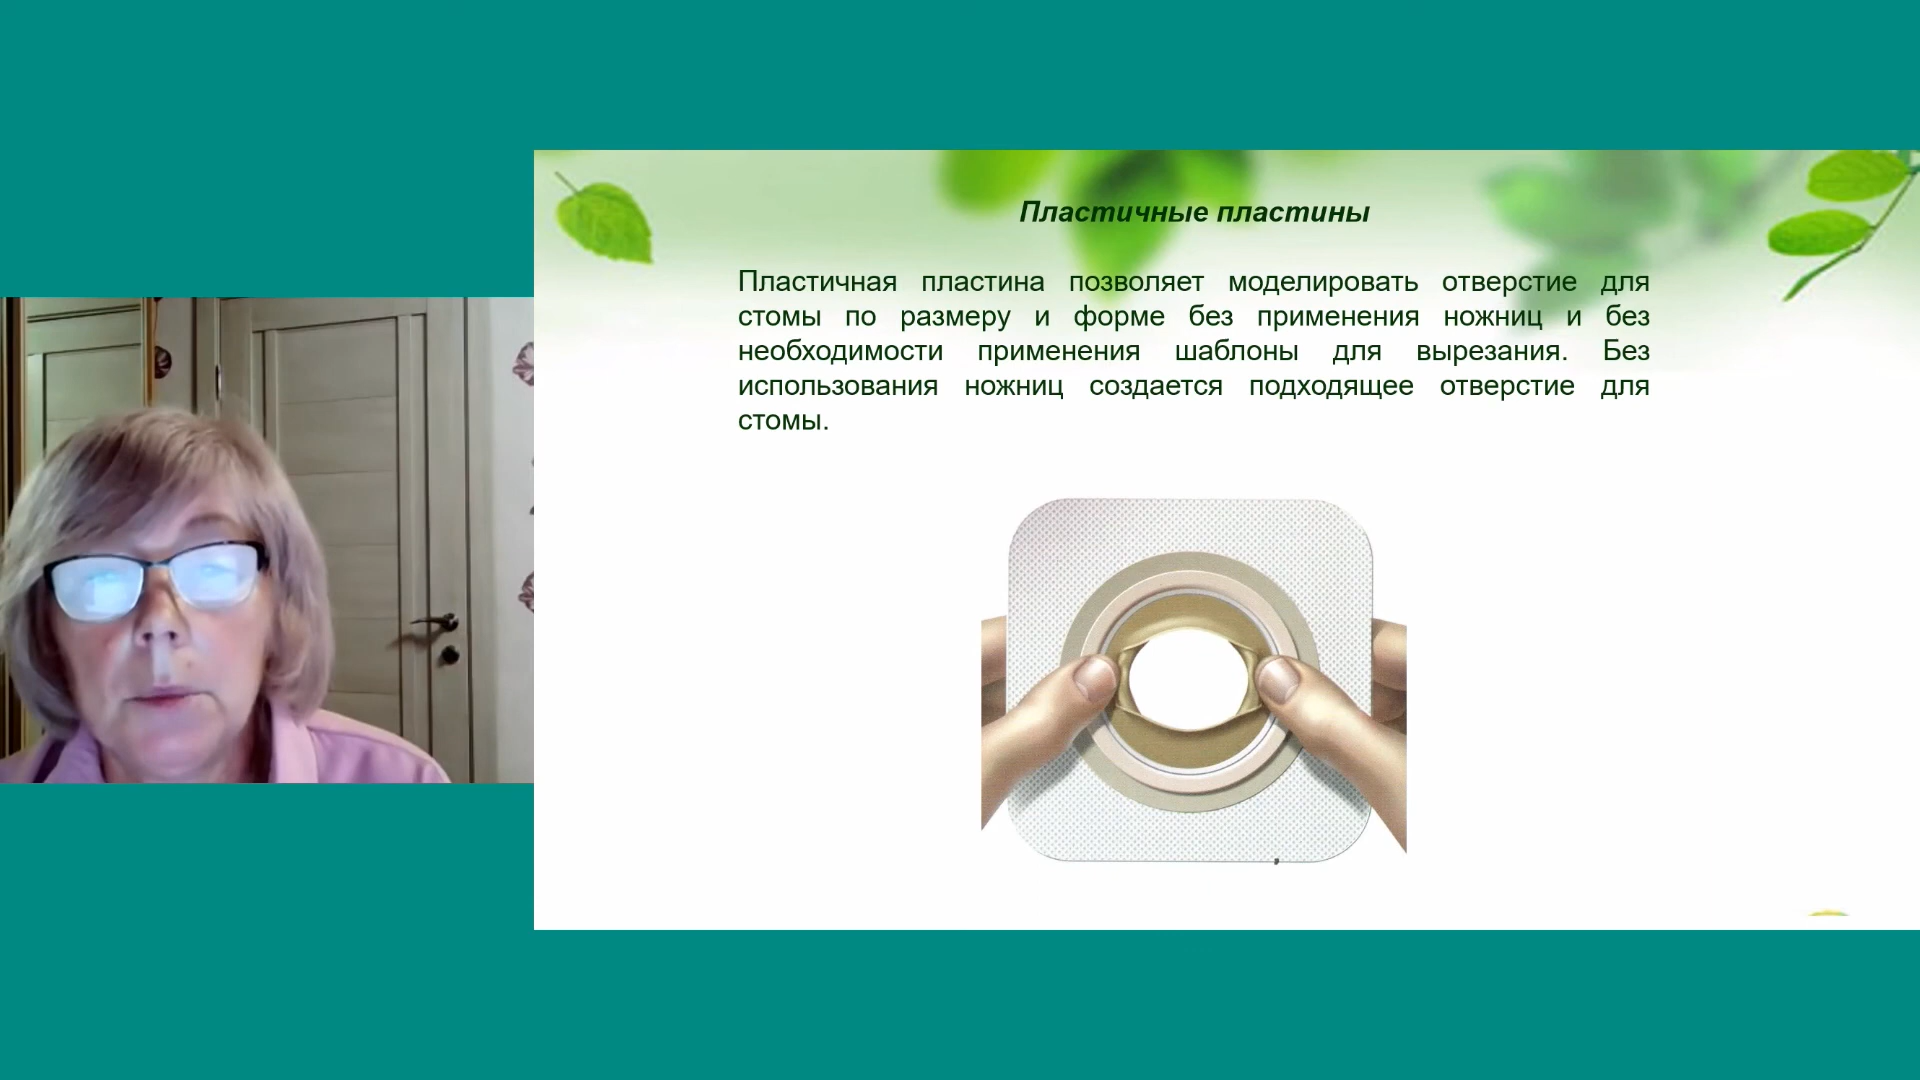 Пластичные пластины
Пластичная пластина позволяет моделировать отверстие для
стомы по размеру и форме без применения ножниц и без
необходимости применения шаблоны для вырезания. Без
использования ножниц создается подходящее отверстие для
стомы.